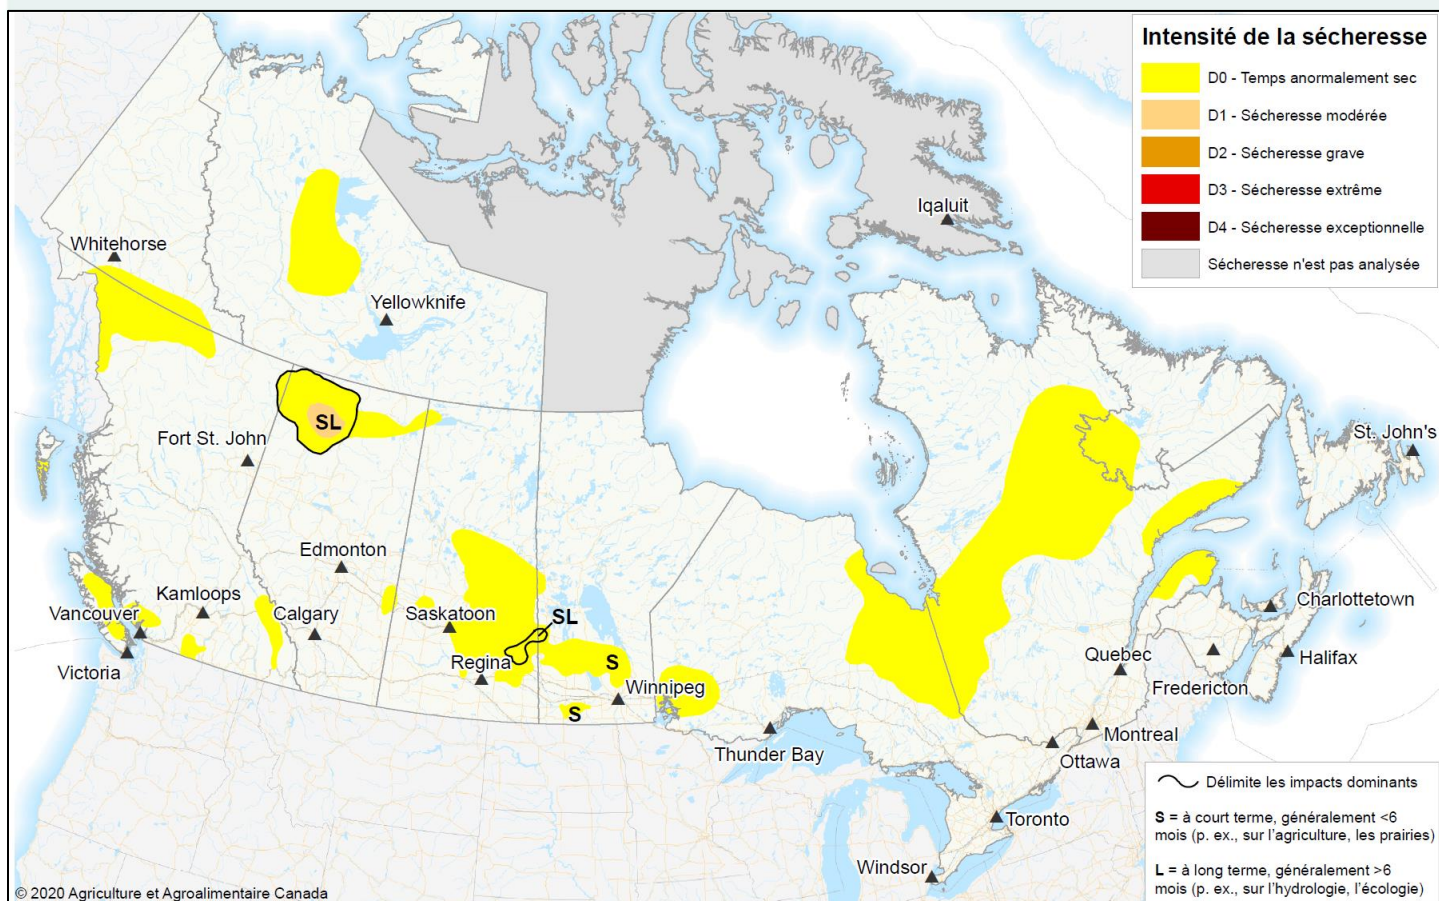 Intensité de la sécheresse
D0 - Temps anormalement sec
D1 - Sécheresse modérée
D2 - Sécheresse grave
D3 - Sécheresse extrême
D4 - Sécheresse exceptionnelle
Sécheresse n'est pas analysée
Iqaluit
Whitehorse
Yellowknife
SL
Fort St. John
St. John's
Edmonton
Kamloops
Vancouver
Calgary
Saskatoon
SL
Charlottetown
Victoria
Regina
S
Quebec
Halifax
Winnipeg
Fredericton
S
Montreal
Thunder Bay
Ottawa
Toronto
Windsor
Délimite les impacts dominants
S = à court terme, généralement <6
mois (p. ex., sur l'agriculture, les prairies)
L = à long terme, généralement >6
mois (p. ex., sur l'hydrologie, l'écologie)
© 2020 Agriculture et Agroalimentaire Canada